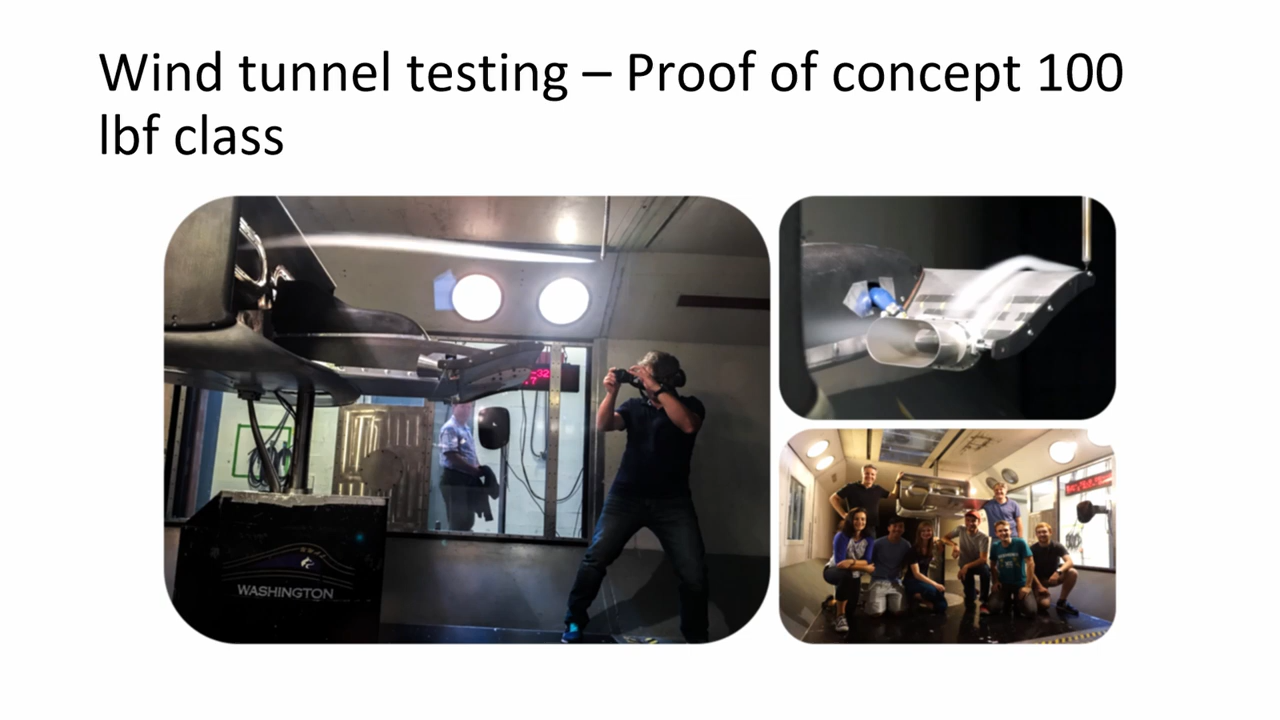 Wind tunnel testing – Proof of concept 100
lbf class
WASHINGTON